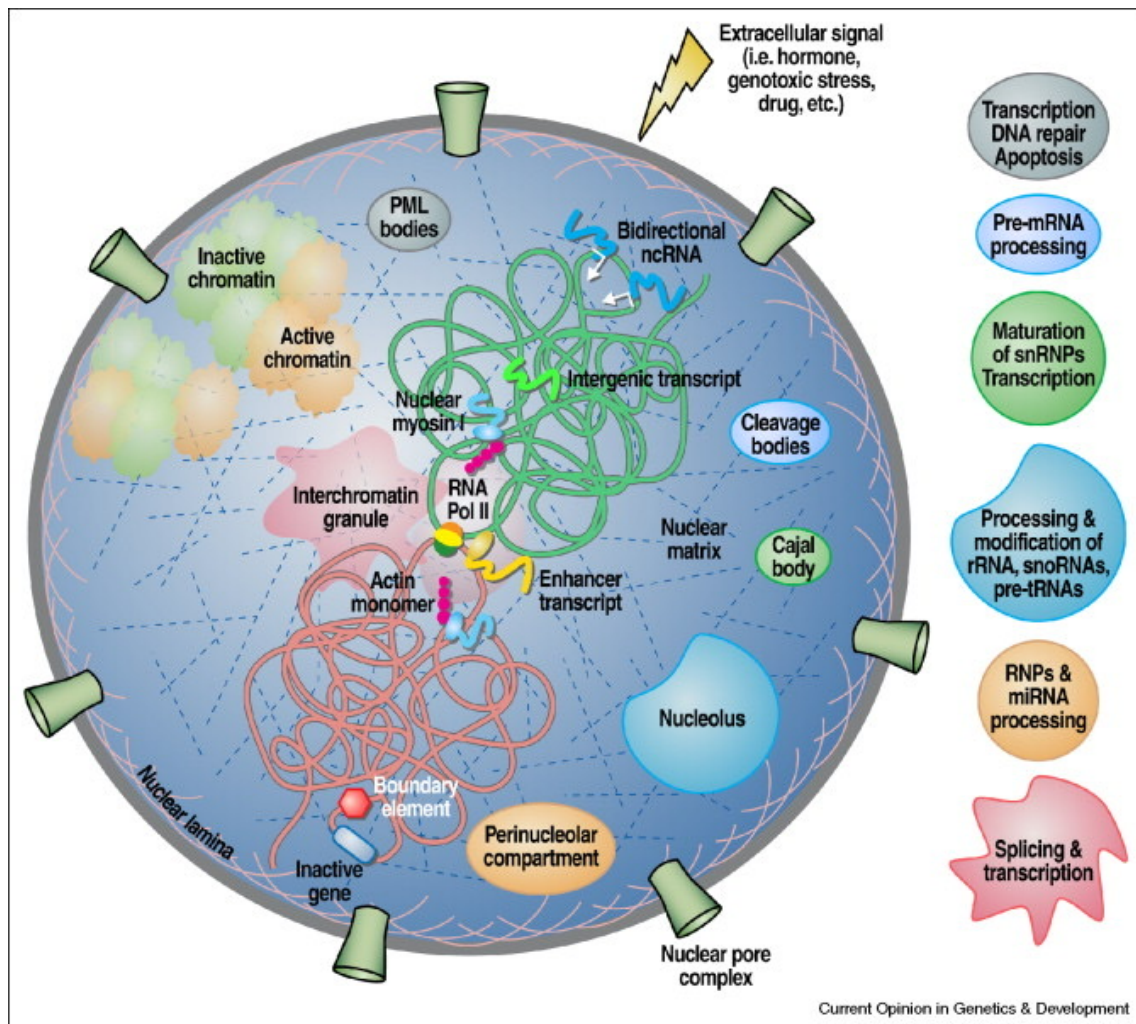 Extracellular signal
(i.e. hormone,
genotoxic stress,
drug, etc.)
PML
bodies
Bidirectional
ncRNA
Inactive
chromatin
Active
chromatin
Intergenic transcript
Nuclear
myosin I
Cleavage
bodies
RNA
Pol II
Interchromatin
granule
Nuclear
matrix
Cajal
body
Actin
monomer
Enhancer
transcript
Nucleolus
Boundary
element
Nuclear lamina
Perinucleolar
compartment
Inactive
gene
Nuclear pore
complex
Transcription
DNA repair
Apoptosis
Pre-mRNA
processing
Maturation
of snRNPs
Transcription
Processing &
modification of
rRNA, snoRNAs,
pre-tRNAs
RNPs &
miRNA
processing
Splicing &
transcription
Current Opinion in Genetics & Development